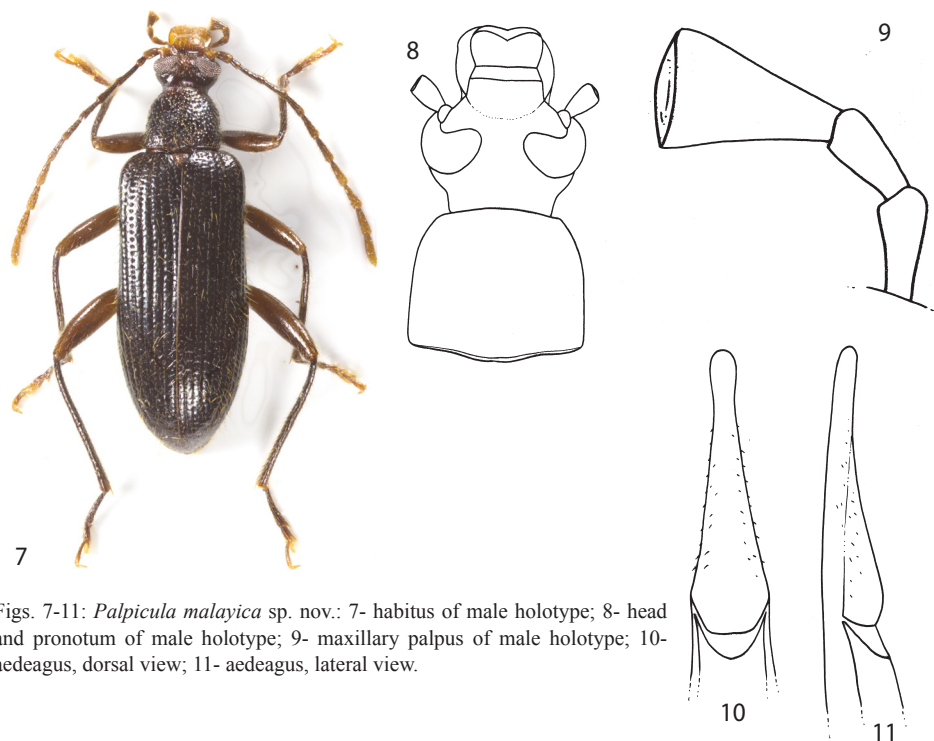 8
9
7
Figs. 7-11: Palpicula malayica sp. nov.: 7- habitus of male holotype; 8- head
and pronotum of male holotype; 9- maxillary palpus of male holotype; 10-
aedeagus, dorsal view; 11- aedeagus, lateral view.
10
11